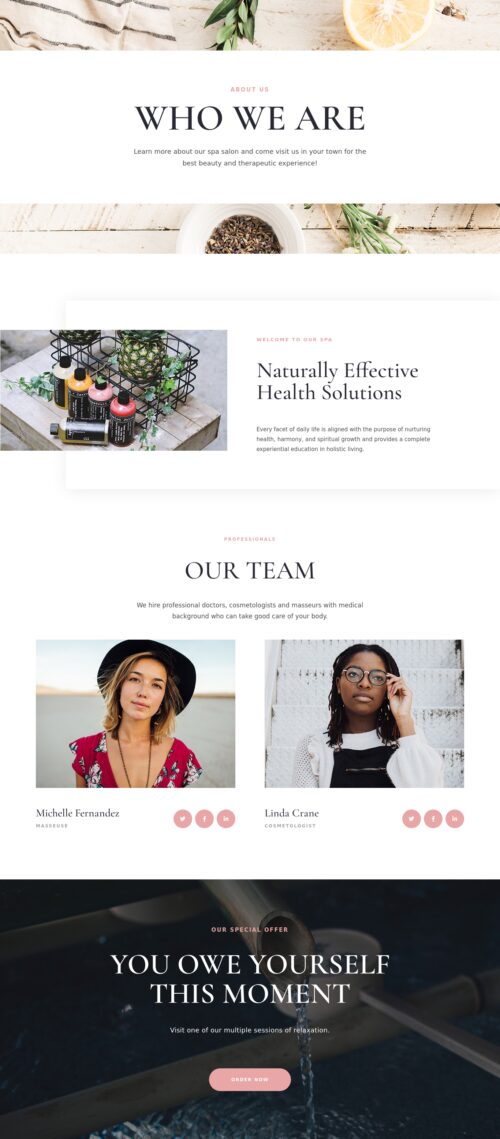 ABOUT US
WHO WE ARE
Learn more about our spa salon and come visit us in your town for the
best beauty and therapeutic experience!
WELCOME TO OUR SPA
Naturally Effective
Health Solutions
Every facet of daily life is aligned with the purpose of nurturing
health, harmony, and spiritual growth and provides a complete
experiential education in holistic living.
PROFESSIONALS
OUR TEAM
We hire professional doctors, cosmetologists and masseurs with medical
background who can take good care of your body.
Michelle Fernandez
MASSEUSE
Linda Crane
COSMETOLOGIST
OUR SPECIAL OFFER
YOU OWE YOURSELF
THIS MOMENT
Visit one of our multiple sessions of relaxation.
ORDER NOW